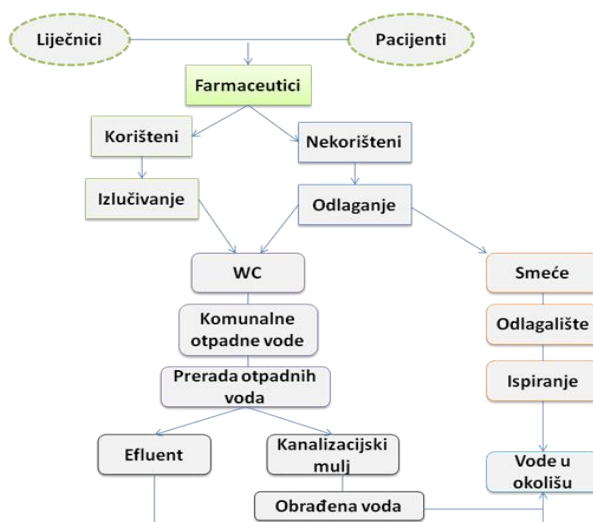 Liječnici
Pacijenti
Farmaceutici
Korišteni
Nekorišteni
Izlučivanje
Odlaganje
WC
Smeće
Komunalne
otpadne vode
Odlagalište
Prerada otpadnih
voda
Ispiranje
Efluent
Kanalizacijski
mulj
Vode u
okolišu
Obrađena voda